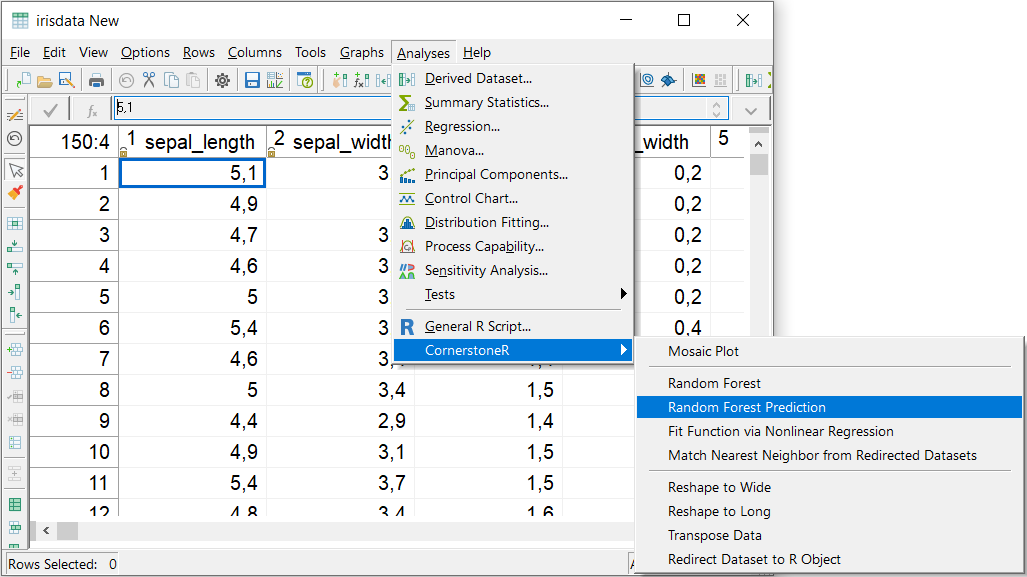 irisdata New
File Edit View Options Rows Columns Tools Graphs Analyses Help
5,1
150:4 1 sepal_length 2 sepal_widt _width 5
1 5,1 3 0,2
2 4,9 0,2
3 4,7 3 0,2
4 4,6 3 0,2
5 5 3 0,2
6 5,4 3 0,4
7 4,6
8 5 3,4 1,5
9 4,4 2,9 1,4
10 4,9 3,1 1,5
11 5,4 3,7 1,5
12 4,8 3,4 1,6
Rows Selected: 0
Derived Dataset...
Summary Statistics...
Regression...
Manova...
Principal Components...
Control Chart...
Distribution Fitting...
Process Capability...
Sensitivity Analysis...
Tests
R General R Script...
CornerstoneR
Mosaic Plot
Random Forest
Random Forest Prediction
Fit Function via Nonlinear Regression
Match Nearest Neighbor from Redirected Datasets
Reshape to Wide
Reshape to Long
Transpose Data
Redirect Dataset to R Object